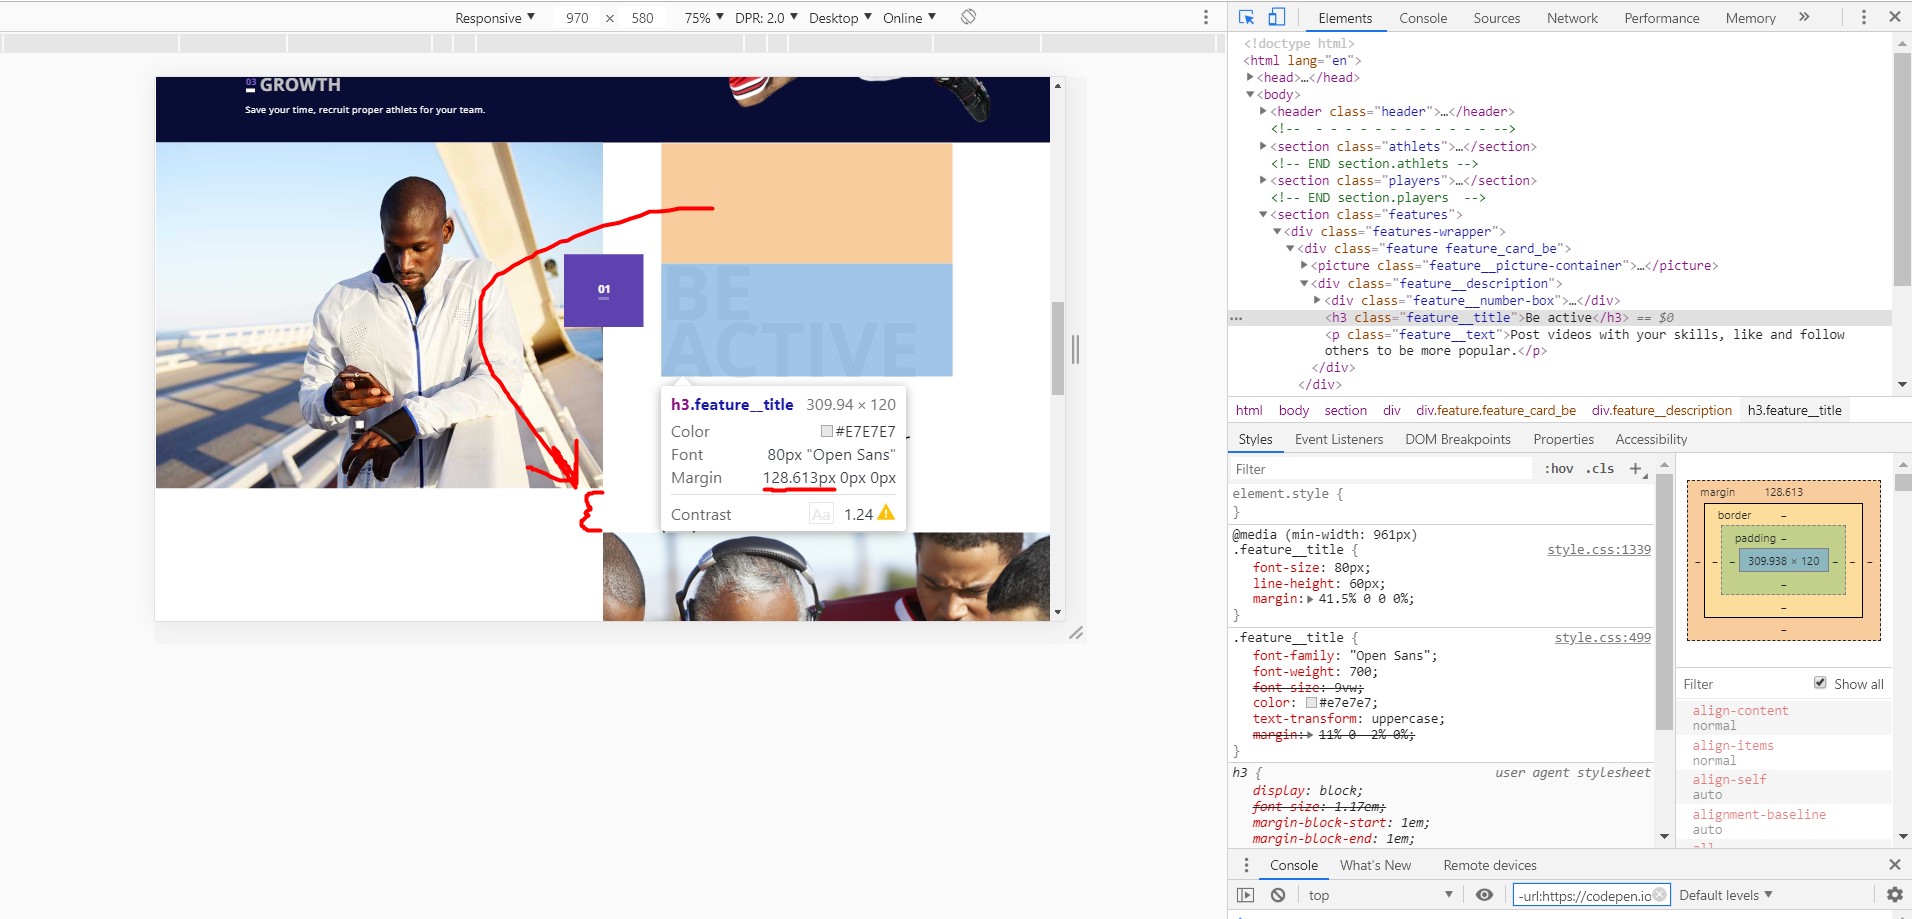 Responsive ▼ 970 × 580 75% ▼ DPR: 2.0 ▼ Desktop ▼ Online ▼
03 GROWTH
Save your time, recruit proper athlets for your team.
01
BE
ACTIVE
h3.feature__title 309.94 × 120
Color #E7E7E7
Font 80px "Open Sans"
Margin 128.613px 0px 0px
Contrast Aa 1.24
Elements Console Sources Network Performance Memory »
<!doctype html>
<html lang="en">
<head>…</head>
<body>
<header class="header">…</header>
<!-- - - - - - - - - - - - - -->
<section class="athlets">…</section>
<!-- END section.athlets -->
<section class="players">…</section>
<!-- END section.players -->
<section class="features">
<div class="features-wrapper">
<div class="feature feature_card_be">
<picture class="feature__picture-container">…</picture>
<div class="feature__description">
<div class="feature__number-box">…</div>
<h3 class="feature__title">Be active</h3> == $0
<p class="feature__text">Post videos with your skills, like and follow
others to be more popular.</p>
</div>
</div>
html body section div div.feature.feature_card_be div.feature__description h3.feature__title
Styles Event Listeners DOM Breakpoints Properties Accessibility
Filter :hov .cls +
element.style {
}
@media (min-width: 961px)
.feature__title { style.css:1339
font-size: 80px;
line-height: 60px;
margin: 41.5% 0 0 0%;
}
.feature__title { style.css:499
font-family: "Open Sans";
font-weight: 700;
font-size: 9vw;
color: #e7e7e7;
text-transform: uppercase;
margin: 11% 0 -2% 0%;
}
h3 { user agent stylesheet
display: block;
font-size: 1.17em;
margin-block-start: 1em;
margin-block-end: 1em;
margin 128.613
border –
padding –
309.938 × 120
Filter Show all
align-content
normal
align-items
normal
align-self
auto
alignment-baseline
auto
Console What's New Remote devices
top ▼ -url:https://codepen.io Default levels ▼